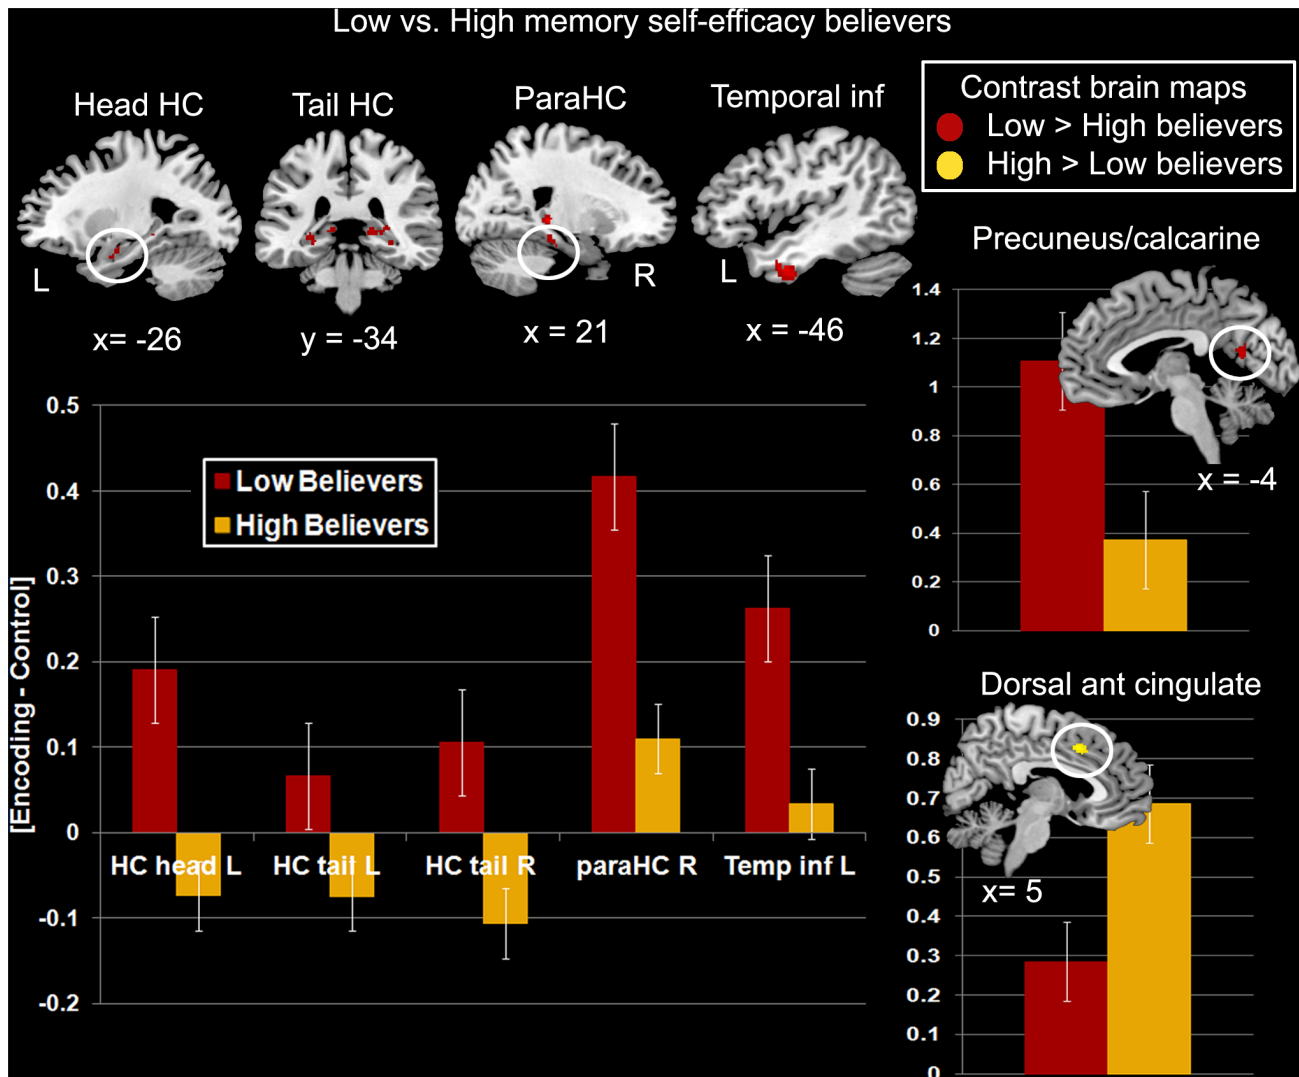 Low vs. High memory self-efficacy believers
Head HC
Tail HC
ParaHC
Temporal inf
Contrast brain maps
Low > High believers
High > Low believers
L
R
L
x= -26
y = -34
x = 21
x = -46
Precuneus/calcarine
1.4
1.2
1
0.8
0.6
0.4
0.2
0
x = -4
[Encoding - Control]
0.5
0.4
0.3
0.2
0.1
0
-0.1
-0.2
Low Believers
High Believers
HC head L
HC tail L
HC tail R
paraHC R
Temp inf L
Dorsal ant cingulate
0.9
0.8
0.7
0.6
0.5
0.4
0.3
0.2
0.1
0
x= 5